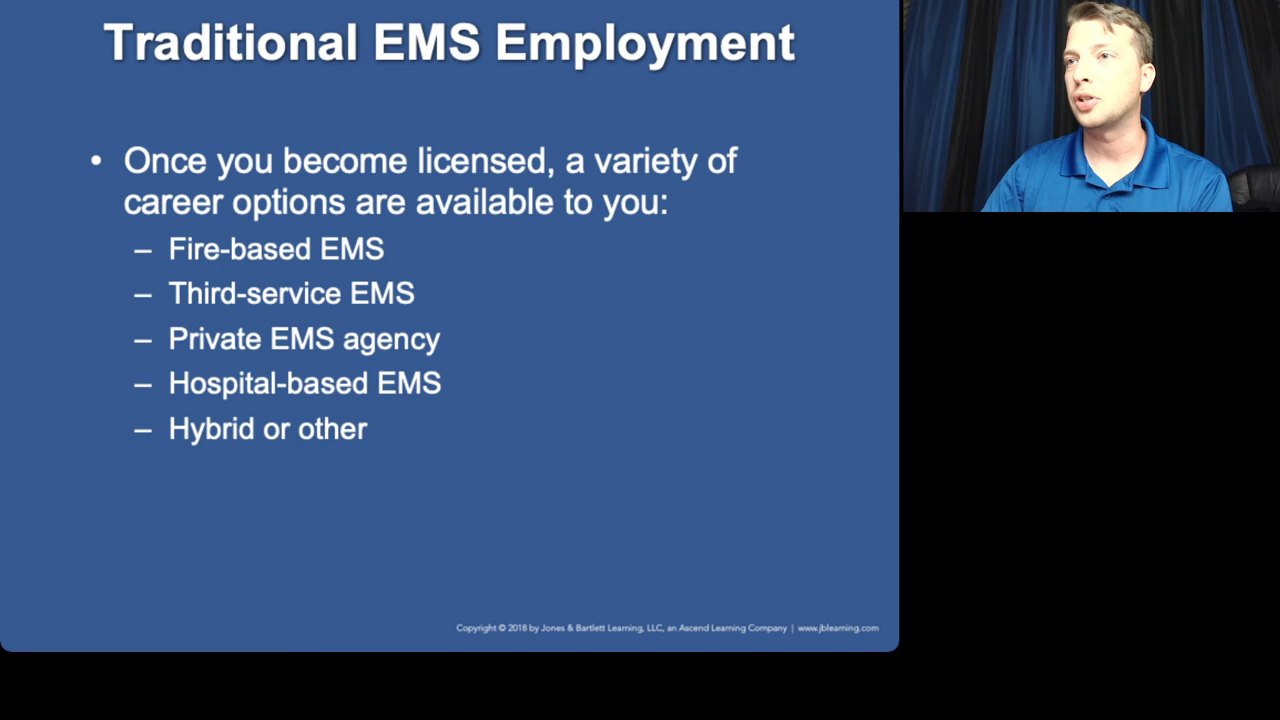 Traditional EMS Employment
• Once you become licensed, a variety of
career options are available to you:
– Fire-based EMS
– Third-service EMS
– Private EMS agency
– Hospital-based EMS
– Hybrid or other
Copyright © 2018 by Jones & Bartlett Learning, LLC, an Ascend Learning Company | www.jblearning.com